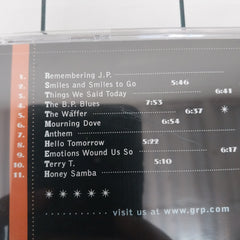 1. Remembering J.P.
2. Smiles and Smiles to Go 5:46
3. Things We Said Today 6:41
4. The B.P. Blues 7:53
5. The Waffer 6:37
6. Mourning Dove 6:54
7. Anthem
8. Hello Tomorrow 5:22
9. Emotions Wound Us So 6:17
10. Terry T. 5:10
11. Honey Samba
visit us at www.grp.com